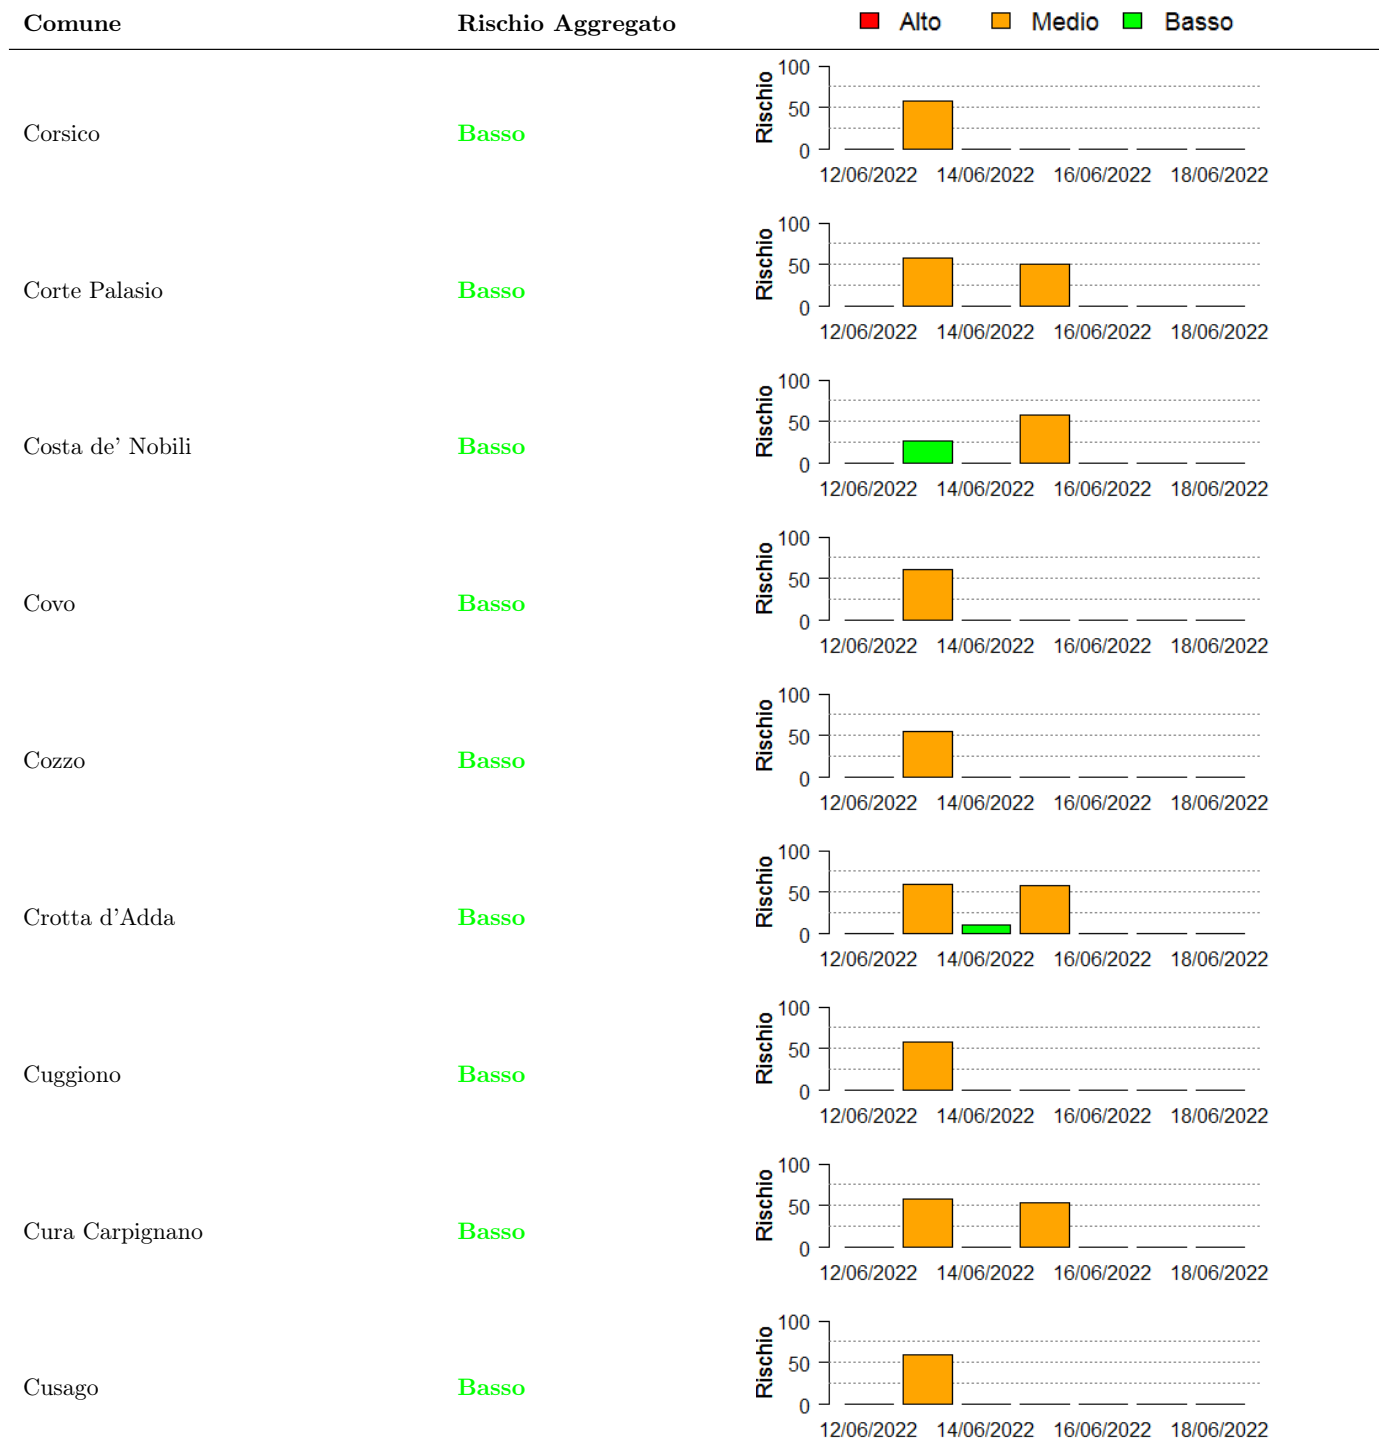 Comune Rischio Aggregato Alto Medio Basso
100
50
0
Rischio
Corsico Basso
12/06/2022 14/06/2022 16/06/2022 18/06/2022
100
50
0
Rischio
Corte Palasio Basso
12/06/2022 14/06/2022 16/06/2022 18/06/2022
100
50
0
Rischio
Costa de' Nobili Basso
12/06/2022 14/06/2022 16/06/2022 18/06/2022
100
50
0
Rischio
Covo Basso
12/06/2022 14/06/2022 16/06/2022 18/06/2022
100
50
0
Rischio
Cozzo Basso
12/06/2022 14/06/2022 16/06/2022 18/06/2022
100
50
0
Rischio
Crotta d'Adda Basso
12/06/2022 14/06/2022 16/06/2022 18/06/2022
100
50
0
Rischio
Cuggiono Basso
12/06/2022 14/06/2022 16/06/2022 18/06/2022
100
50
0
Rischio
Cura Carpignano Basso
12/06/2022 14/06/2022 16/06/2022 18/06/2022
100
50
0
Rischio
Cusago Basso
12/06/2022 14/06/2022 16/06/2022 18/06/2022